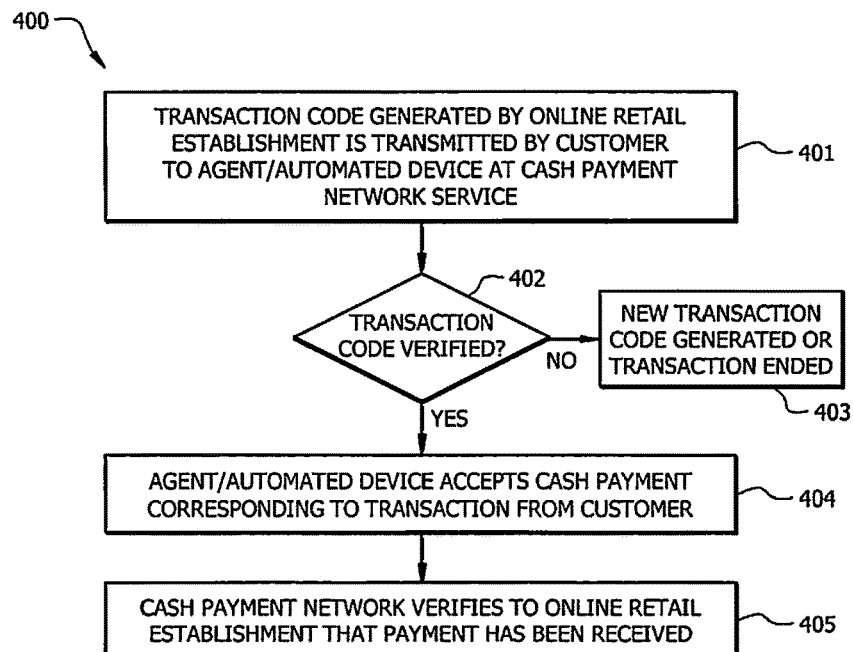 400
TRANSACTION CODE GENERATED BY ONLINE RETAIL
ESTABLISHMENT IS TRANSMITTED BY CUSTOMER
TO AGENT/AUTOMATED DEVICE AT CASH PAYMENT
NETWORK SERVICE
401
402
TRANSACTION
CODE VERIFIED?
NO
NEW TRANSACTION
CODE GENERATED OR
TRANSACTION ENDED
403
YES
AGENT/AUTOMATED DEVICE ACCEPTS CASH PAYMENT
CORRESPONDING TO TRANSACTION FROM CUSTOMER
404
CASH PAYMENT NETWORK VERIFIES TO ONLINE RETAIL
ESTABLISHMENT THAT PAYMENT HAS BEEN RECEIVED
405